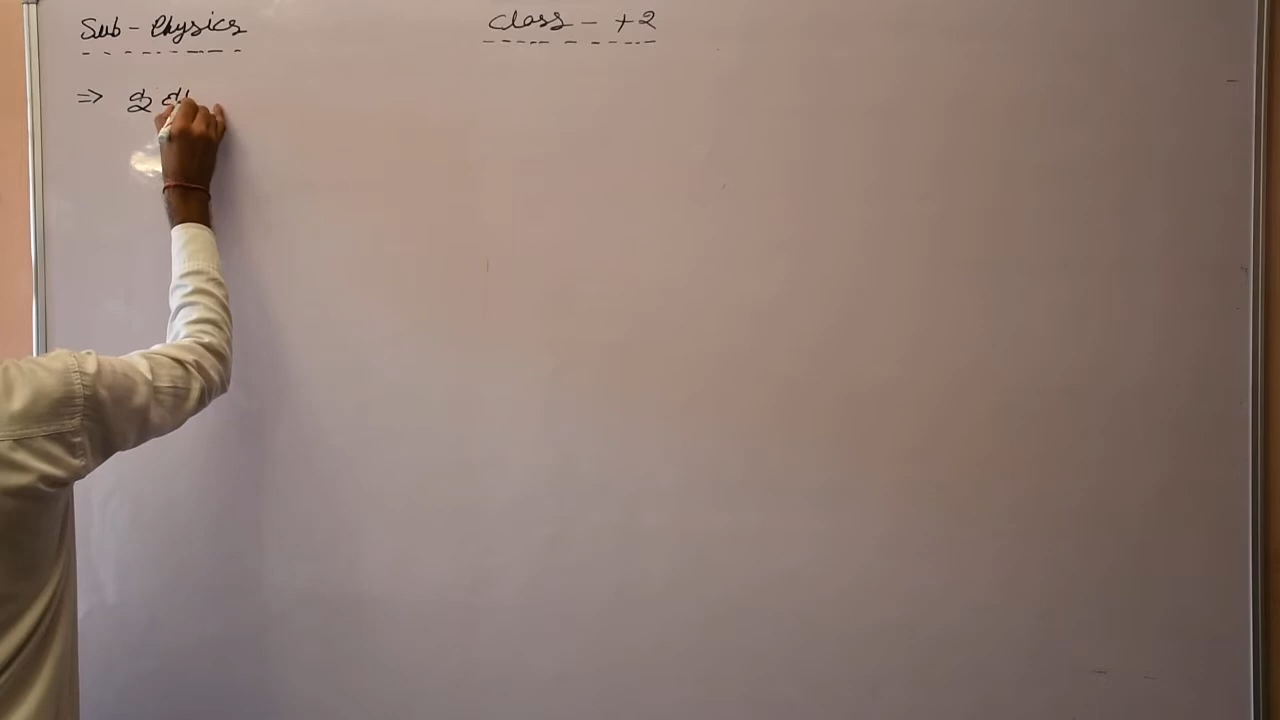 Sub - Physics
Class - +2
⇒